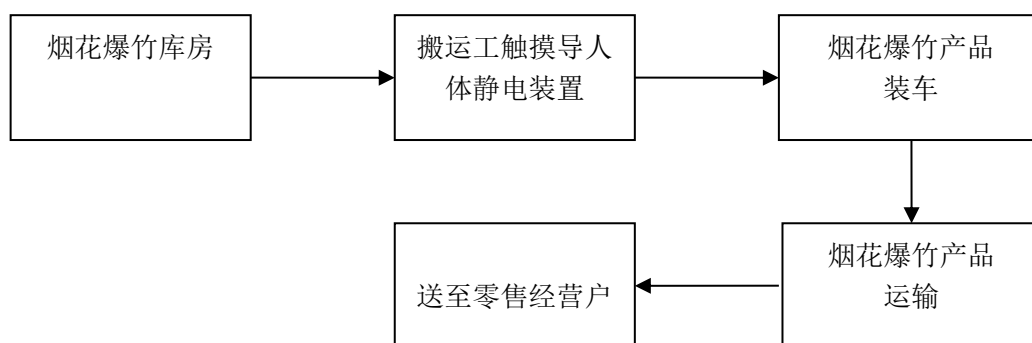 烟花爆竹库房
搬运工触摸导人
体静电装置
烟花爆竹产品
装车
烟花爆竹产品
运输
送至零售经营户